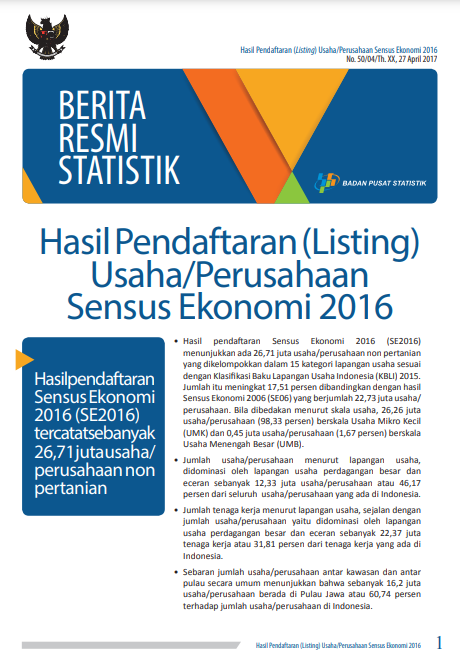 Hasil Pendaftaran (Listing) Usaha/Perusahaan Sensus Ekonomi 2016
No. 50/04/Th. XX, 27 April 2017
BERITA
RESMI
STATISTIK
BADAN PUSAT STATISTIK
Hasil Pendaftaran (Listing)
Usaha/Perusahaan
Sensus Ekonomi 2016
Hasilpendaftaran
Sensus Ekonomi
2016 (SE2016)
tercatatsebanyak
26,71jutausaha/
perusahaan non
pertanian
• Hasil pendaftaran Sensus Ekonomi 2016 (SE2016)
menunjukkan ada 26,71 juta usaha/perusahaan non pertanian
yang dikelompokkan dalam 15 kategori lapangan usaha sesuai
dengan Klasifikasi Baku Lapangan Usaha Indonesia (KBLI) 2015.
Jumlah itu meningkat 17,51 persen dibandingkan dengan hasil
Sensus Ekonomi 2006 (SE06) yang berjumlah 22,73 juta usaha/
perusahaan. Bila dibedakan menurut skala usaha, 26,26 juta
usaha/perusahaan (98,33 persen) berskala Usaha Mikro Kecil
(UMK) dan 0,45 juta usaha/perusahaan (1,67 persen) berskala
Usaha Menengah Besar (UMB).
• Jumlah usaha/perusahaan menurut lapangan usaha,
didominasi oleh lapangan usaha perdagangan besar dan
eceran sebanyak 12,33 juta usaha/perusahaan atau 46,17
persen dari seluruh usaha/perusahaan yang ada di Indonesia.
• Jumlah tenaga kerja menurut lapangan usaha, sejalan dengan
jumlah usaha/perusahaan yaitu didominasi oleh lapangan
usaha perdagangan besar dan eceran sebanyak 22,37 juta
tenaga kerja atau 31,81 persen dari tenaga kerja yang ada di
Indonesia.
• Sebaran jumlah usaha/perusahaan antar kawasan dan antar
pulau secara umum menunjukkan bahwa sebanyak 16,2 juta
usaha/perusahaan berada di Pulau Jawa atau 60,74 persen
terhadap jumlah usaha/perusahaan di Indonesia.
Hasil Pendaftaran (Listing) Usaha/Perusahaan Sensus Ekonomi 2016 1